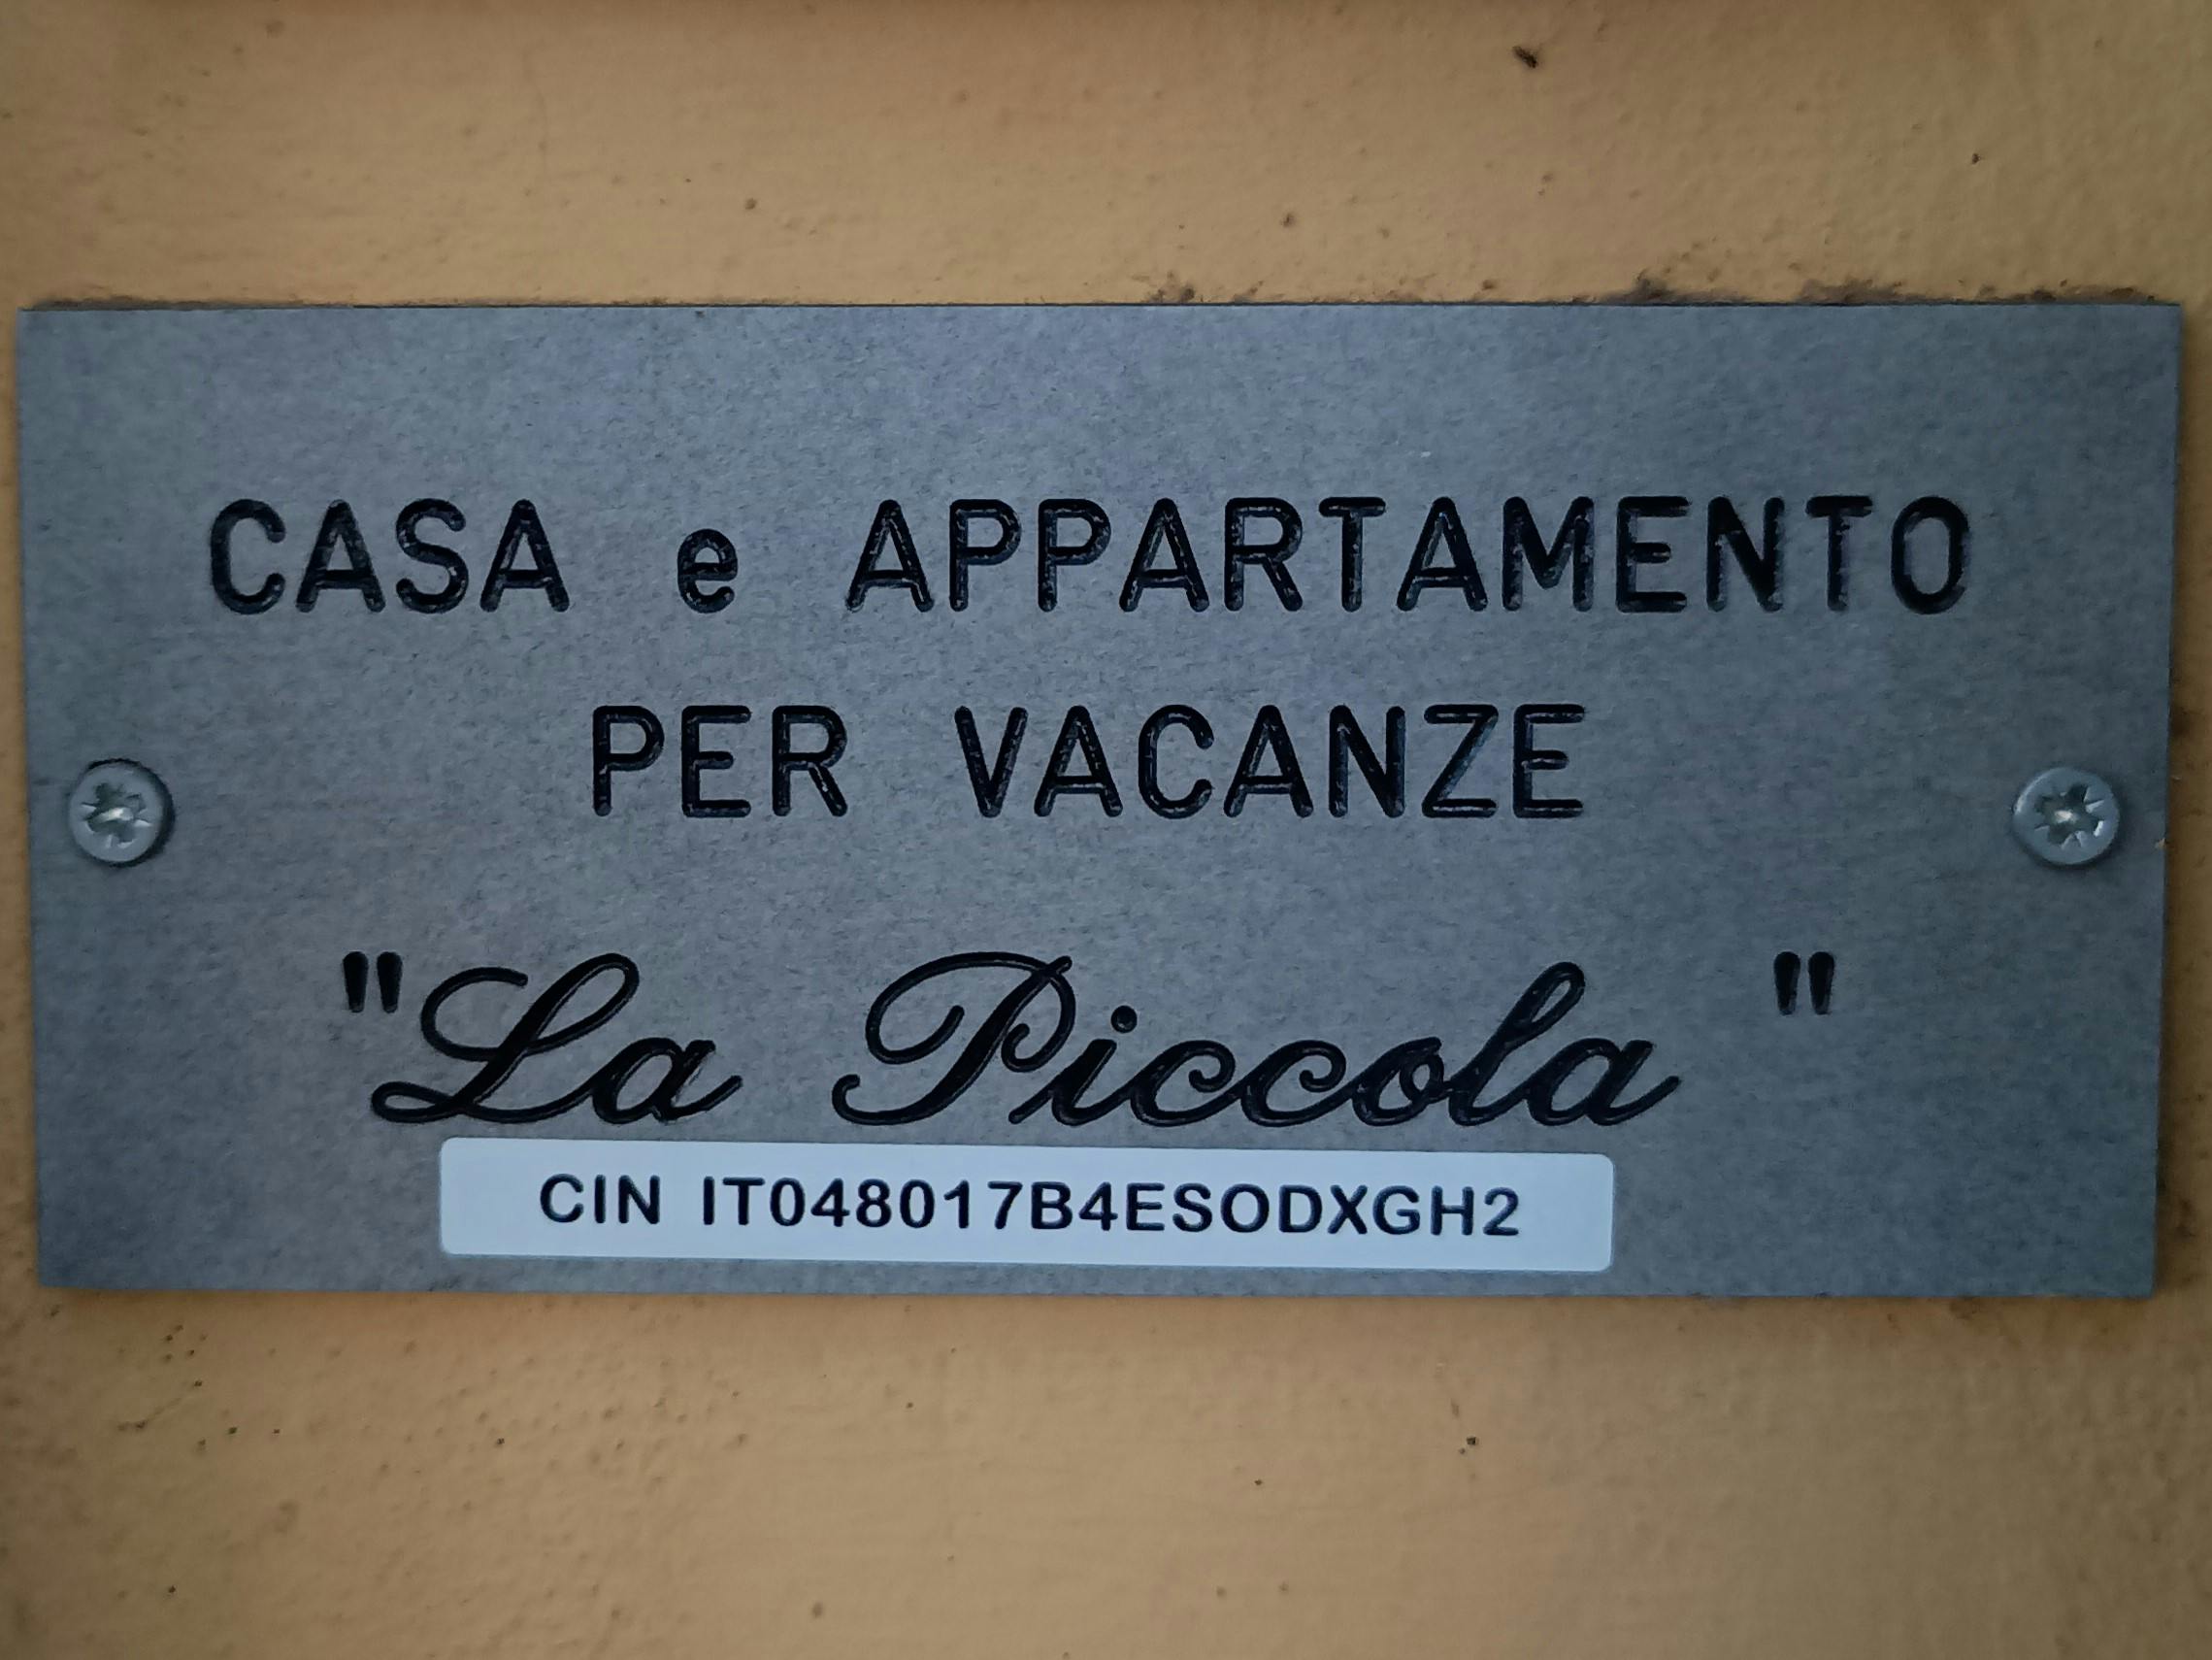 CASA e APPARTAMENTO
PER VACANZE
"La Piccola "
CIN IT048017B4ESODXGH2